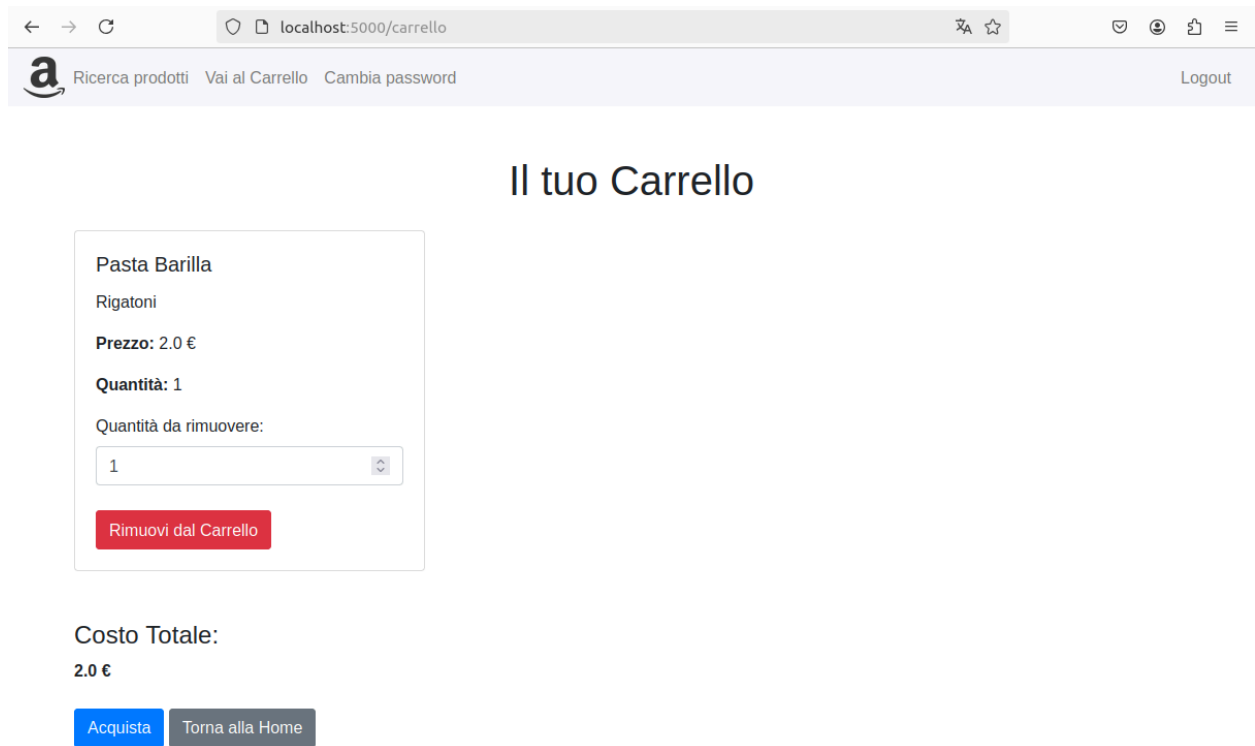 localhost:5000/carrello
a Ricerca prodotti Vai al Carrello Cambia password Logout
Il tuo Carrello
Pasta Barilla
Rigatoni
Prezzo: 2.0 €
Quantità: 1
Quantità da rimuovere:
1
Rimuovi dal Carrello
Costo Totale:
2.0 €
Acquista Torna alla Home